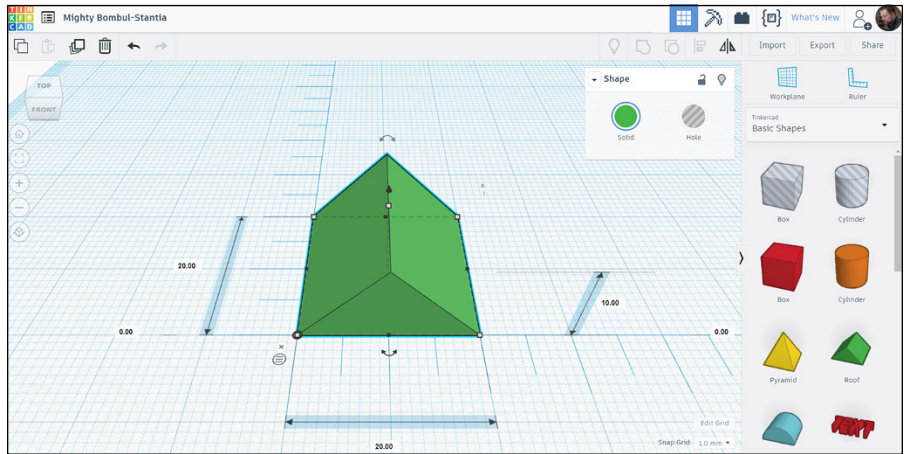 TIN
KER
CAD
Mighty Bombul-Stantia
What's New
Import
Export
Share
TOP
FRONT
Shape
Solid
Hole
Workplane
Ruler
Tinkercad
Basic Shapes
Box
Cylinder
Box
Cylinder
Pyramid
Roof
TEXT
20.00
10.00
0.00
0.00
20.00
Edit Grid
Snap Grid
1.0 mm